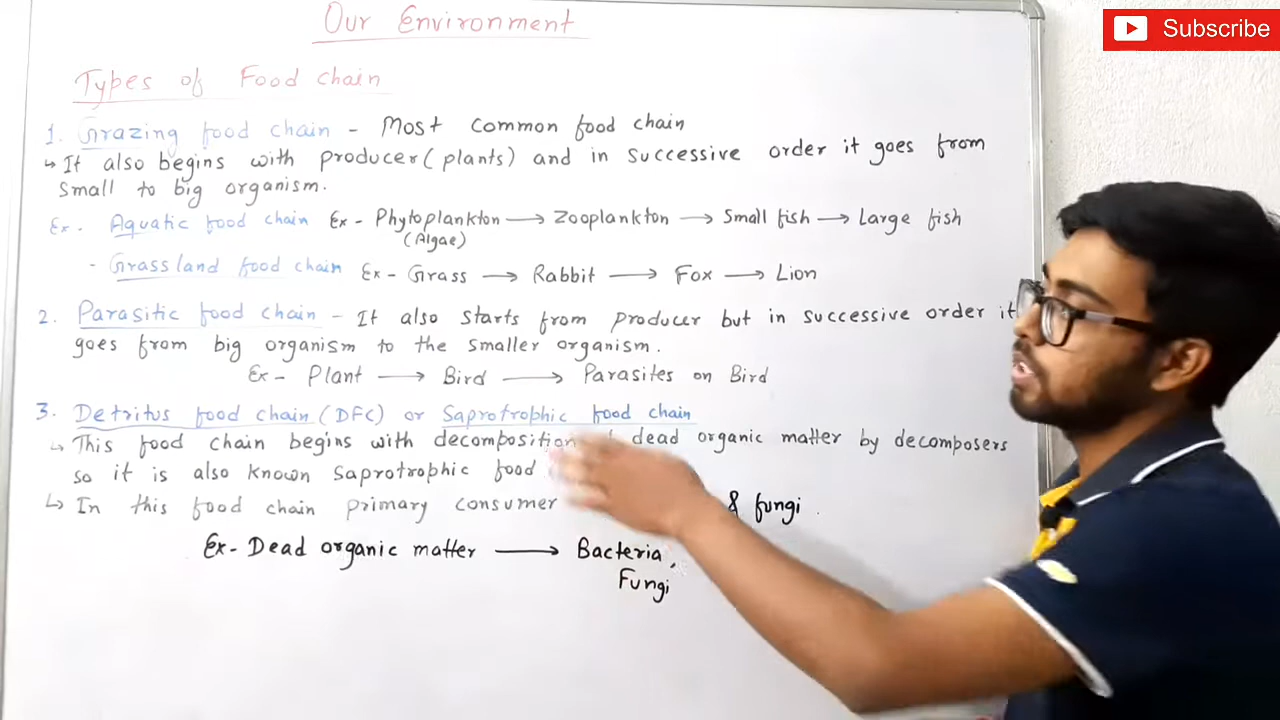 Our Environment
Subscribe
Types of Food chain
1. Grazing food chain - Most common food chain
↳ It also begins with producer (plants) and in successive order it goes from
small to big organism.
Ex. Aquatic food chain Ex - Phytoplankton → Zooplankton → Small fish → Large fish
(Algae)
- Grassland food chain Ex - Grass → Rabbit → Fox → Lion
2. Parasitic food chain - It also starts from producer but in successive order it
goes from big organism to the smaller organism.
Ex - Plant → Bird → Parasites on Bird
3. Detritus food chain (DFC) or Saprotrophic food chain
↳ This food chain begins with decomposition dead organic matter by decomposers
so it is also known saprotrophic food
↳ In this food chain primary consumer & fungi.
Ex - Dead organic matter → Bacteria,
Fungi